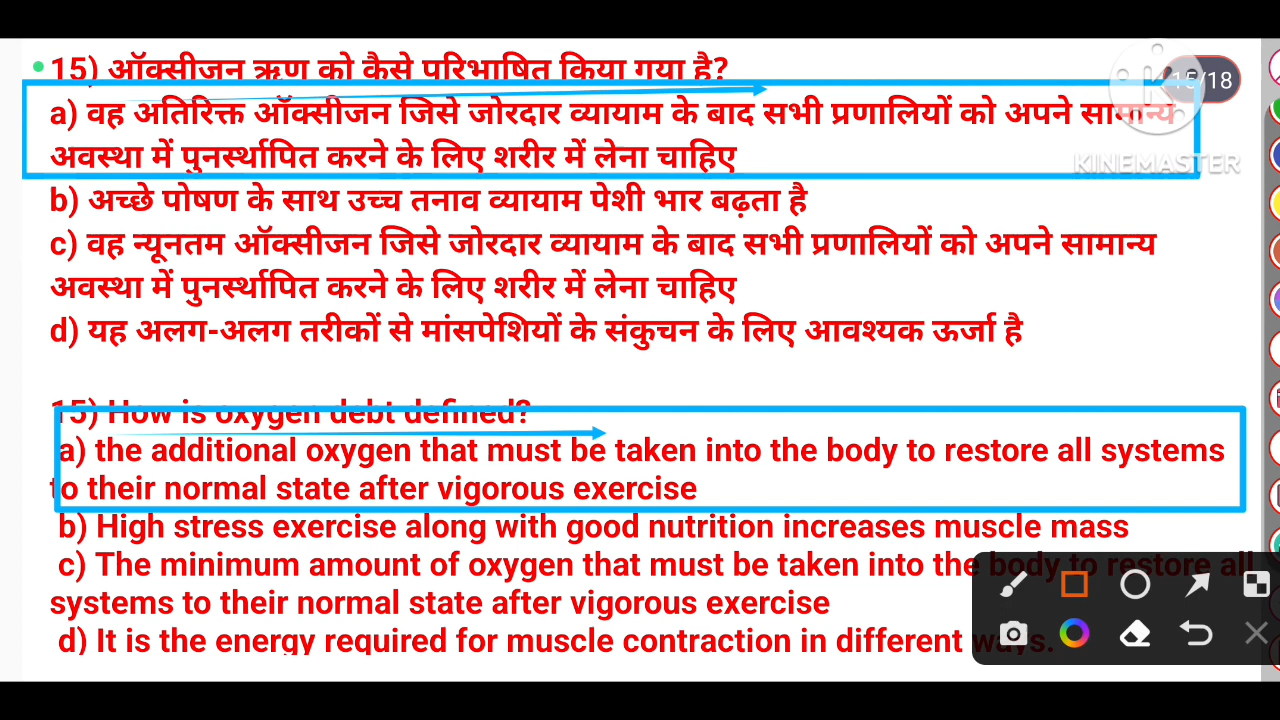 15) ऑक्सीजन ऋण को कैसे परिभाषित किया गया है?
15/18
a) वह अतिरिक्त ऑक्सीजन जिसे जोरदार व्यायाम के बाद सभी प्रणालियों को अपने सामान्य
अवस्था में पुनर्स्थापित करने के लिए शरीर में लेना चाहिए
KINEMASTER
b) अच्छे पोषण के साथ उच्च तनाव व्यायाम पेशी भार बढ़ता है
c) वह न्यूनतम ऑक्सीजन जिसे जोरदार व्यायाम के बाद सभी प्रणालियों को अपने सामान्य
अवस्था में पुनर्स्थापित करने के लिए शरीर में लेना चाहिए
d) यह अलग-अलग तरीकों से मांसपेशियों के संकुचन के लिए आवश्यक ऊर्जा है
15) How is oxygen debt defined?
a) the additional oxygen that must be taken into the body to restore all systems
to their normal state after vigorous exercise
b) High stress exercise along with good nutrition increases muscle mass
c) The minimum amount of oxygen that must be taken into the body to restore all
systems to their normal state after vigorous exercise
d) It is the energy required for muscle contraction in different ways.